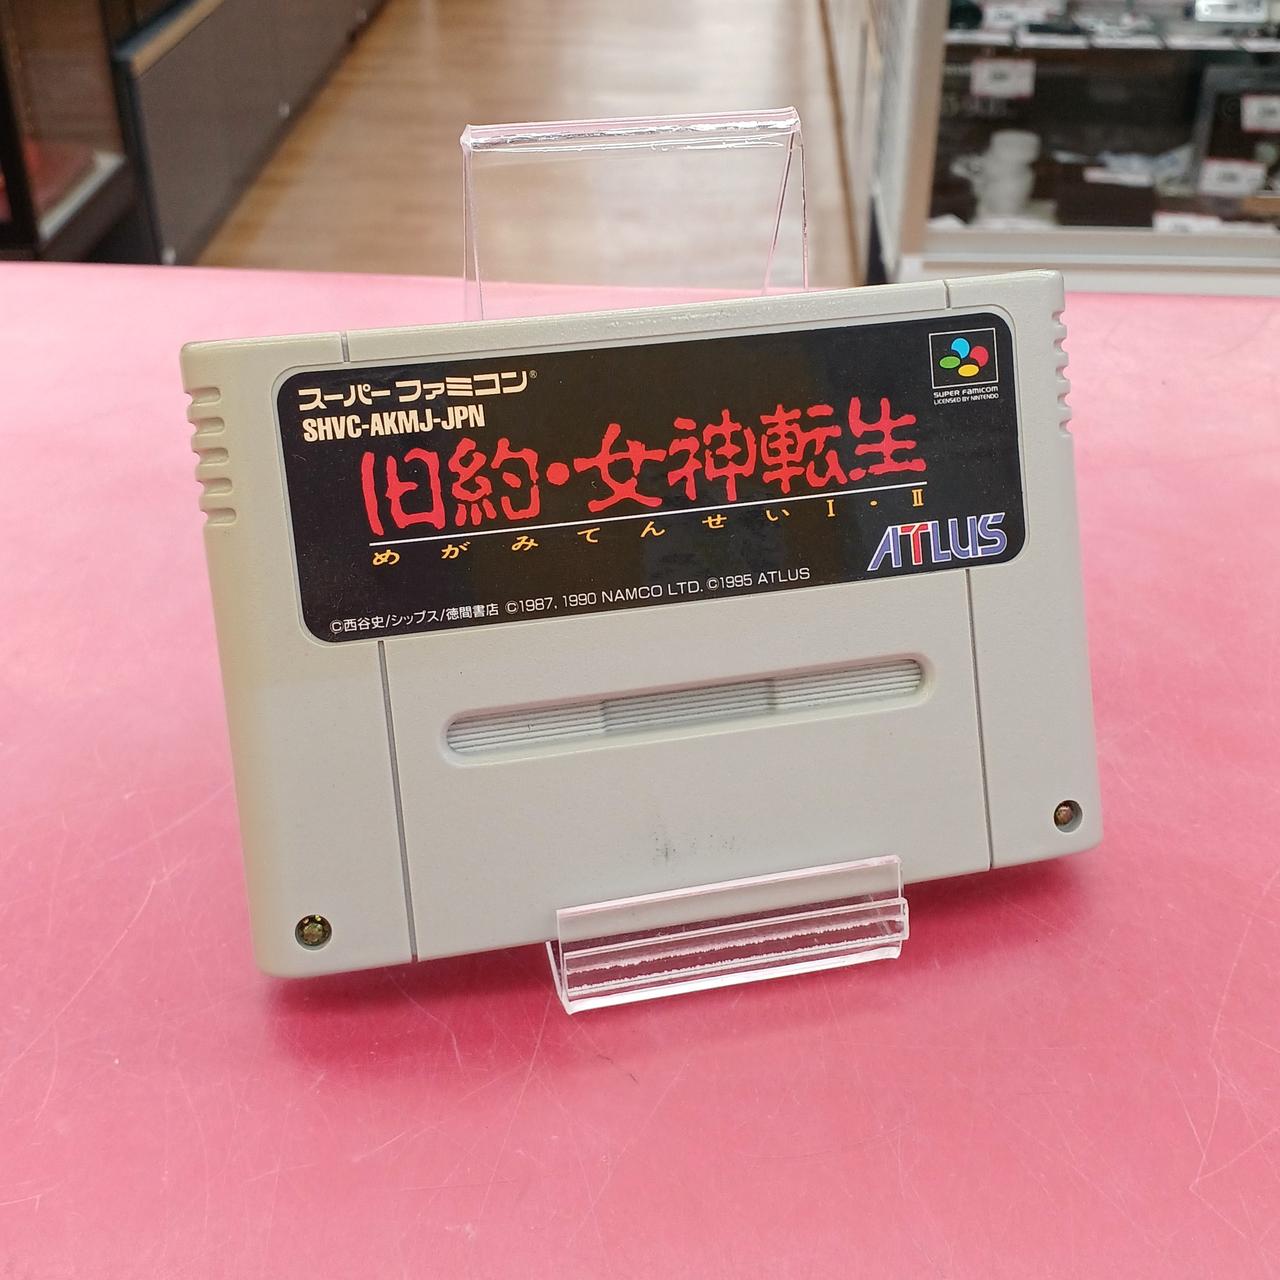 スーパーファミコン®
SHVC-AKMJ-JPN
旧約・女神転生
めがみてんせいI・II
SUPER FAMICOM
LICENSED BY NINTENDO
ATLUS
©西谷史/シップス/徳間書店 ©1987, 1990 NAMCO LTD. ©1995 ATLUS